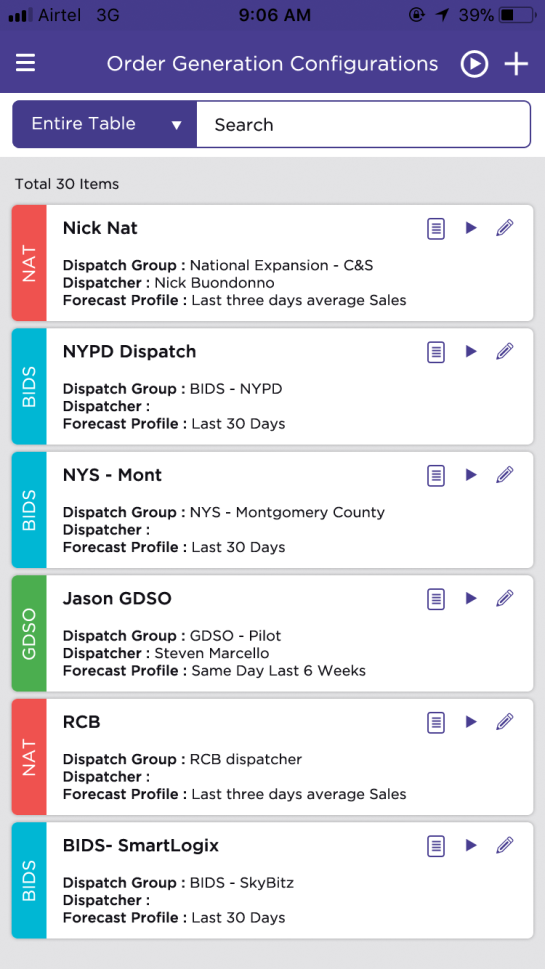 Airtel 3G 9:06 AM 39%
Order Generation Configurations
Entire Table Search
Total 30 Items
NAT
Nick Nat
Dispatch Group : National Expansion - C&S
Dispatcher : Nick Buondonno
Forecast Profile : Last three days average Sales
BIDS
NYPD Dispatch
Dispatch Group : BIDS - NYPD
Dispatcher :
Forecast Profile : Last 30 Days
BIDS
NYS - Mont
Dispatch Group : NYS - Montgomery County
Dispatcher :
Forecast Profile : Last 30 Days
GDSO
Jason GDSO
Dispatch Group : GDSO - Pilot
Dispatcher : Steven Marcello
Forecast Profile : Same Day Last 6 Weeks
NAT
RCB
Dispatch Group : RCB dispatcher
Dispatcher :
Forecast Profile : Last three days average Sales
BIDS
BIDS- SmartLogix
Dispatch Group : BIDS - SkyBitz
Dispatcher :
Forecast Profile : Last 30 Days